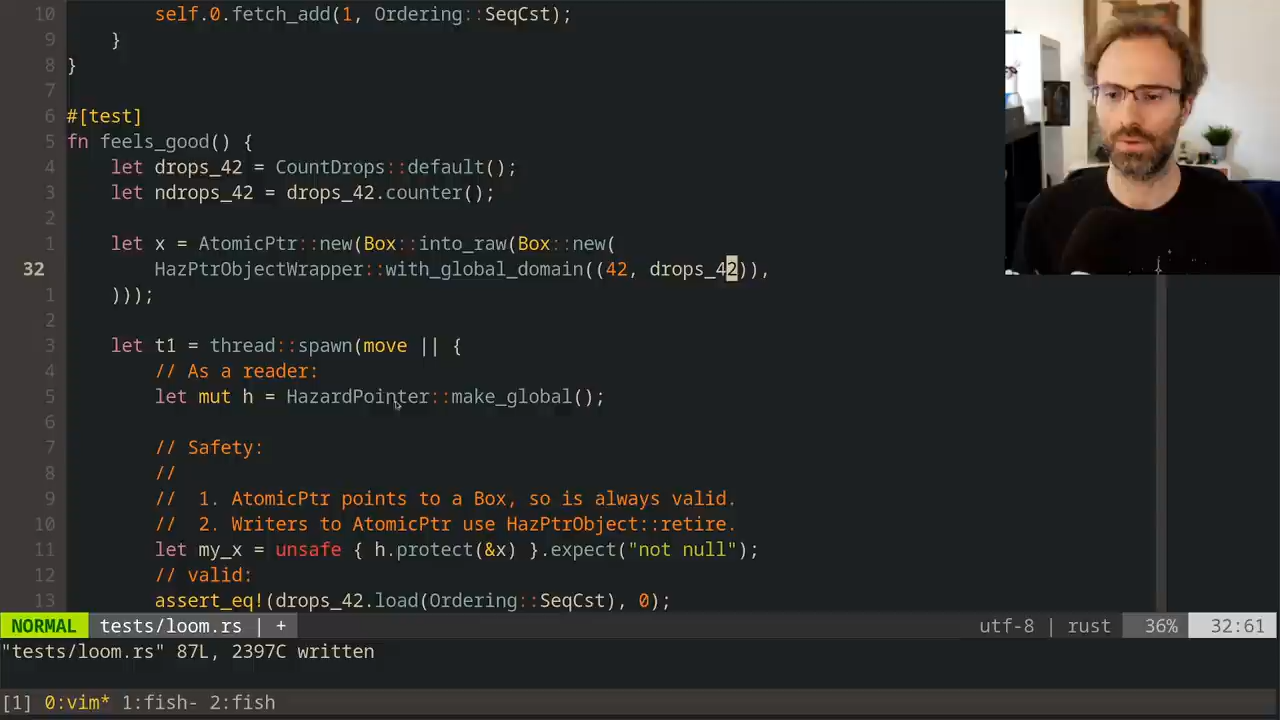 10 self.0.fetch_add(1, Ordering::SeqCst);
9 }
8 }
7
6 #[test]
5 fn feels_good() {
4 let drops_42 = CountDrops::default();
3 let ndrops_42 = drops_42.counter();
2
1 let x = AtomicPtr::new(Box::into_raw(Box::new(
32 HazPtrObjectWrapper::with_global_domain((42, drops_42)),
1 )));
2
3 let t1 = thread::spawn(move || {
4 // As a reader:
5 let mut h = HazardPointer::make_global();
6
7 // Safety:
8 //
9 // 1. AtomicPtr points to a Box, so is always valid.
10 // 2. Writers to AtomicPtr use HazPtrObject::retire.
11 let my_x = unsafe { h.protect(&x) }.expect("not null");
12 // valid:
13 assert_eq!(drops_42.load(Ordering::SeqCst), 0);
NORMAL tests/loom.rs | + utf-8 | rust 36% 32:61
"tests/loom.rs" 87L, 2397C written
[1] 0:vim* 1:fish- 2:fish